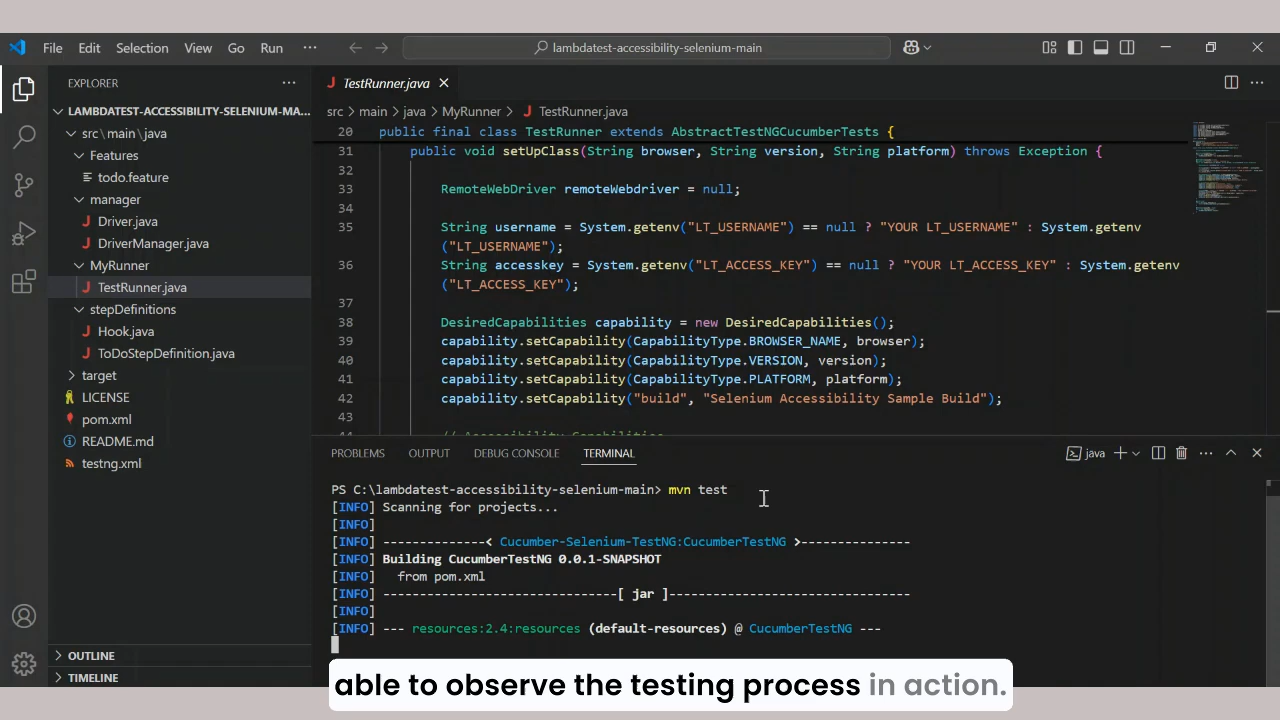 File Edit Selection View Go Run ··· lambdatest-accessibility-selenium-main
EXPLORER ···
LAMBDATEST-ACCESSIBILITY-SELENIUM-MA...
src\main\java
Features
todo.feature
manager
Driver.java
DriverManager.java
MyRunner
TestRunner.java
stepDefinitions
Hook.java
ToDoStepDefinition.java
target
LICENSE
pom.xml
README.md
testng.xml
OUTLINE
TIMELINE
TestRunner.java
src > main > java > MyRunner > TestRunner.java
20 public final class TestRunner extends AbstractTestNGCucumberTests {
31 public void setUpClass(String browser, String version, String platform) throws Exception {
32
33 RemoteWebDriver remoteWebdriver = null;
34
35 String username = System.getenv("LT_USERNAME") == null ? "YOUR LT_USERNAME" : System.getenv
("LT_USERNAME");
36 String accesskey = System.getenv("LT_ACCESS_KEY") == null ? "YOUR LT_ACCESS_KEY" : System.getenv
("LT_ACCESS_KEY");
37
38 DesiredCapabilities capability = new DesiredCapabilities();
39 capability.setCapability(CapabilityType.BROWSER_NAME, browser);
40 capability.setCapability(CapabilityType.VERSION, version);
41 capability.setCapability(CapabilityType.PLATFORM, platform);
42 capability.setCapability("build", "Selenium Accessibility Sample Build");
43
44 // Accessibility Capabilities
PROBLEMS OUTPUT DEBUG CONSOLE TERMINAL java
PS C:\lambdatest-accessibility-selenium-main> mvn test
[INFO] Scanning for projects...
[INFO]
[INFO] --------------< Cucumber-Selenium-TestNG:CucumberTestNG >---------------
[INFO] Building CucumberTestNG 0.0.1-SNAPSHOT
[INFO] from pom.xml
[INFO] --------------------------------[ jar ]---------------------------------
[INFO]
[INFO] --- resources:2.4:resources (default-resources) @ CucumberTestNG ---
able to observe the testing process in action.